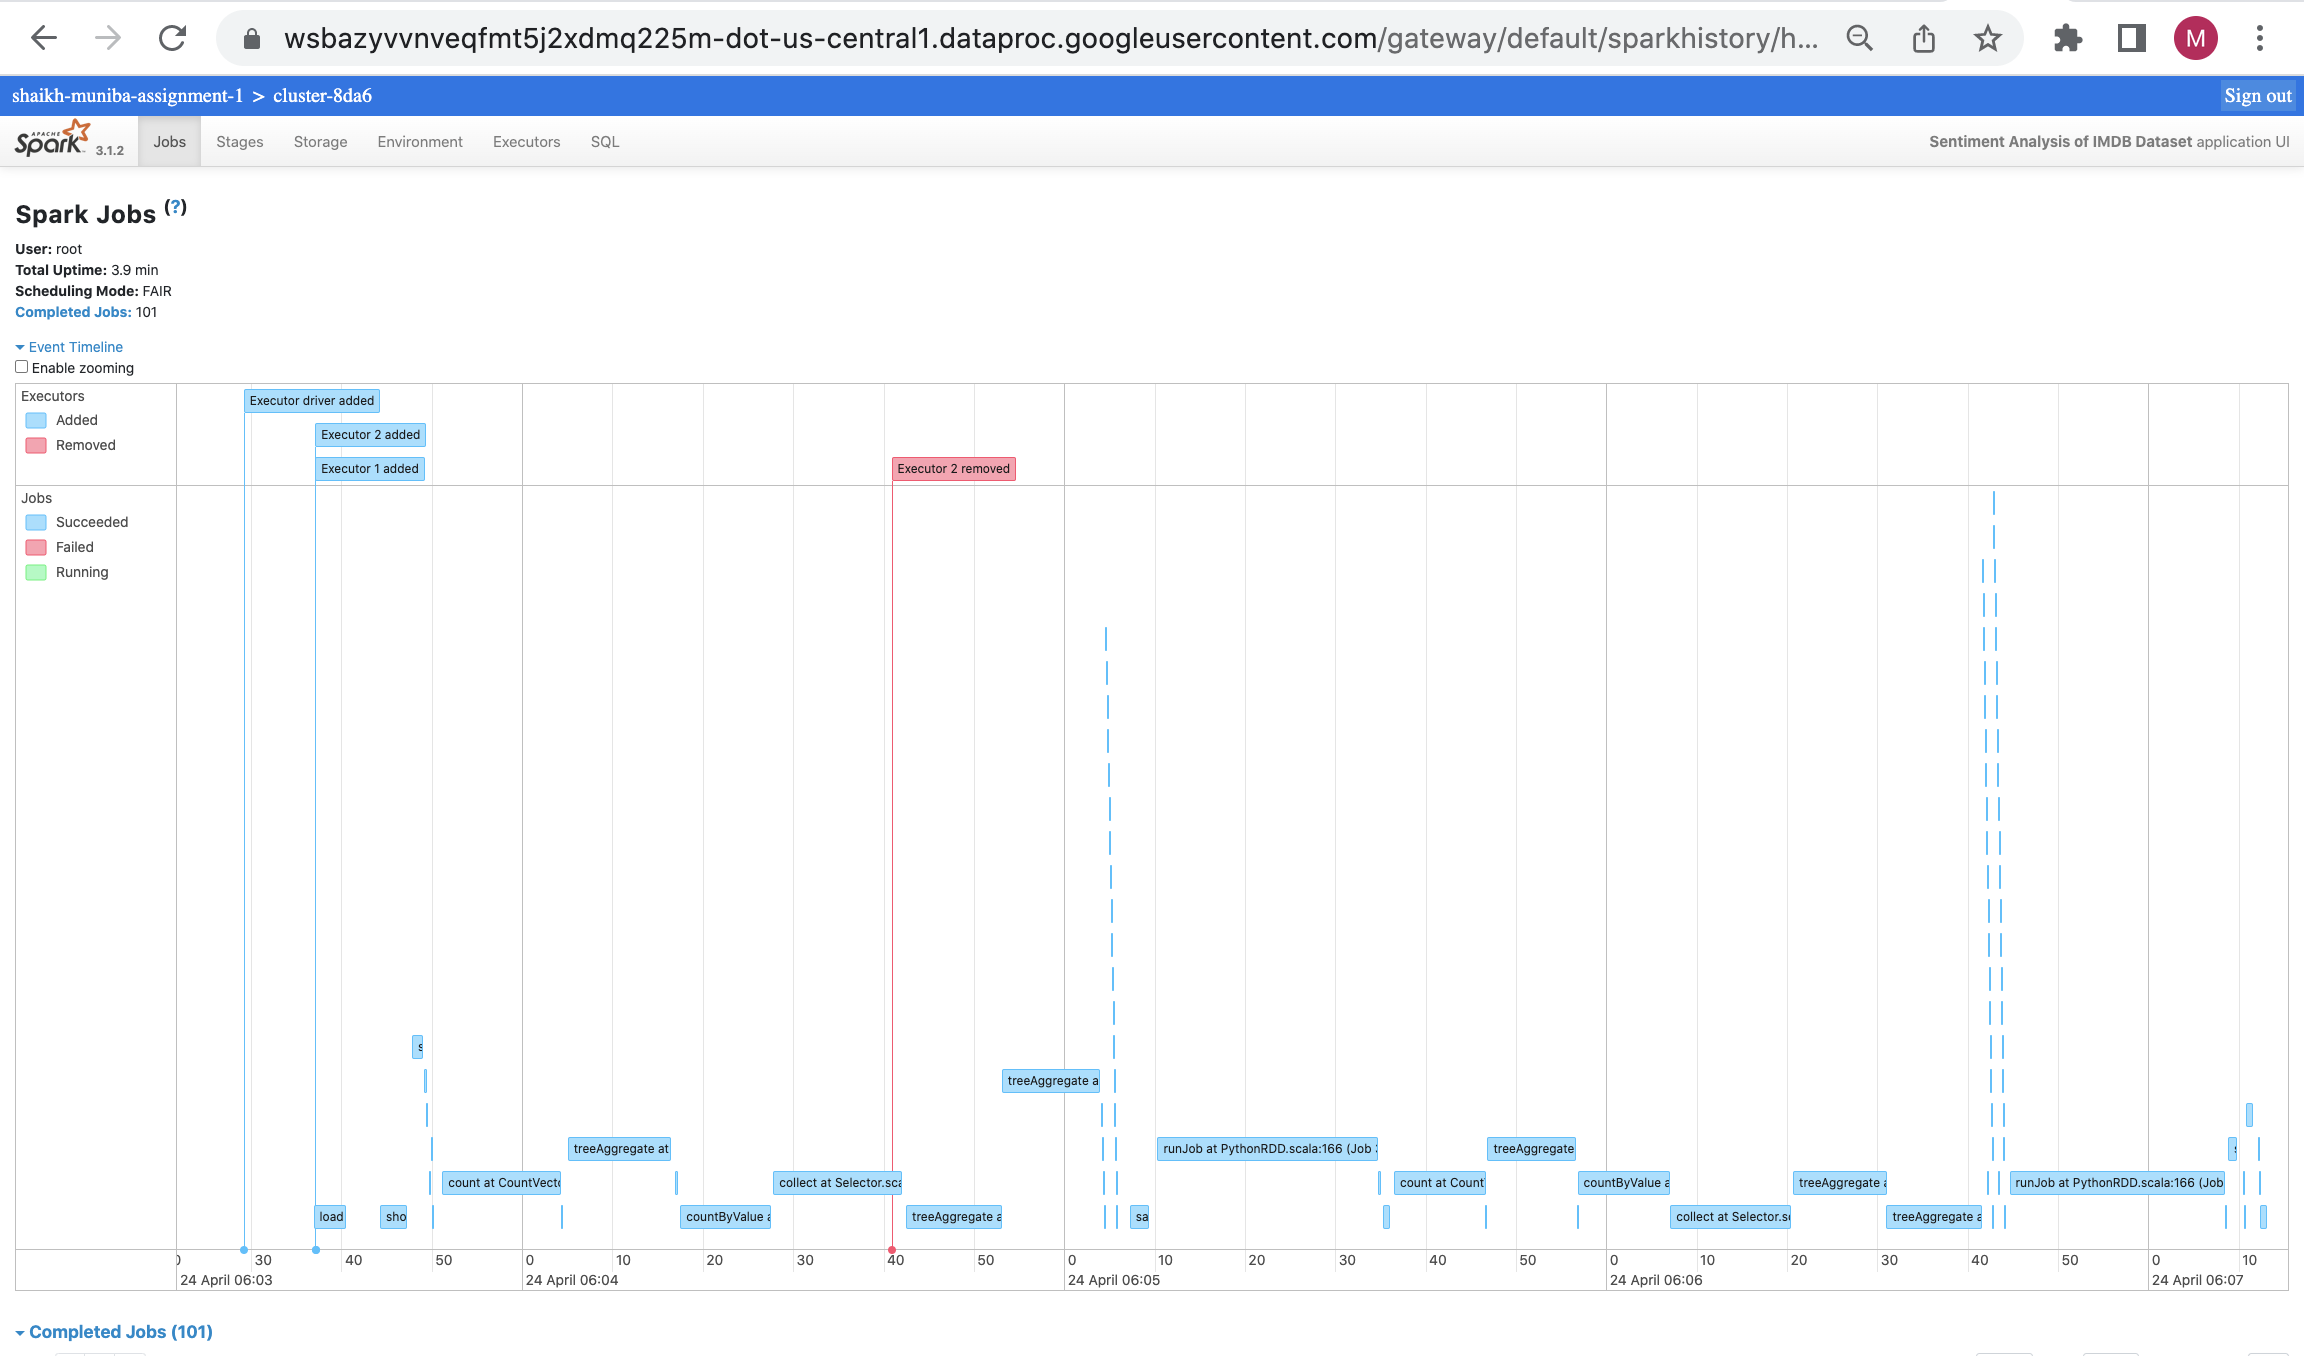 wsbazyvvnveqfmt5j2xdmq225m-dot-us-central1.dataproc.googleusercontent.com/gateway/default/sparkhistory/h...
M
shaikh-muniba-assignment-1 > cluster-8da6
Sign out
APACHE Spark 3.1.2
Jobs Stages Storage Environment Executors SQL
Sentiment Analysis of IMDB Dataset application UI
Spark Jobs (?)
User: root
Total Uptime: 3.9 min
Scheduling Mode: FAIR
Completed Jobs: 101
Event Timeline
Enable zooming
Executors
Added
Removed
Executor driver added
Executor 2 added
Executor 1 added
Executor 2 removed
Jobs
Succeeded
Failed
Running
s
treeAggregate a
treeAggregate at
runJob at PythonRDD.scala:166 (Job
treeAggregate
count at CountVect
collect at Selector.sca
count at Count
countByValue a
treeAggregate a
runJob at PythonRDD.scala:166 (Job
load
sho
countByValue a
treeAggregate a
sa
collect at Selector.s
treeAggregate a
30 40 50 0 10 20 30 40 50 0 10 20 30 40 50 0 10 20 30 40 50 0 10
24 April 06:03 24 April 06:04 24 April 06:05 24 April 06:06 24 April 06:07
Completed Jobs (101)